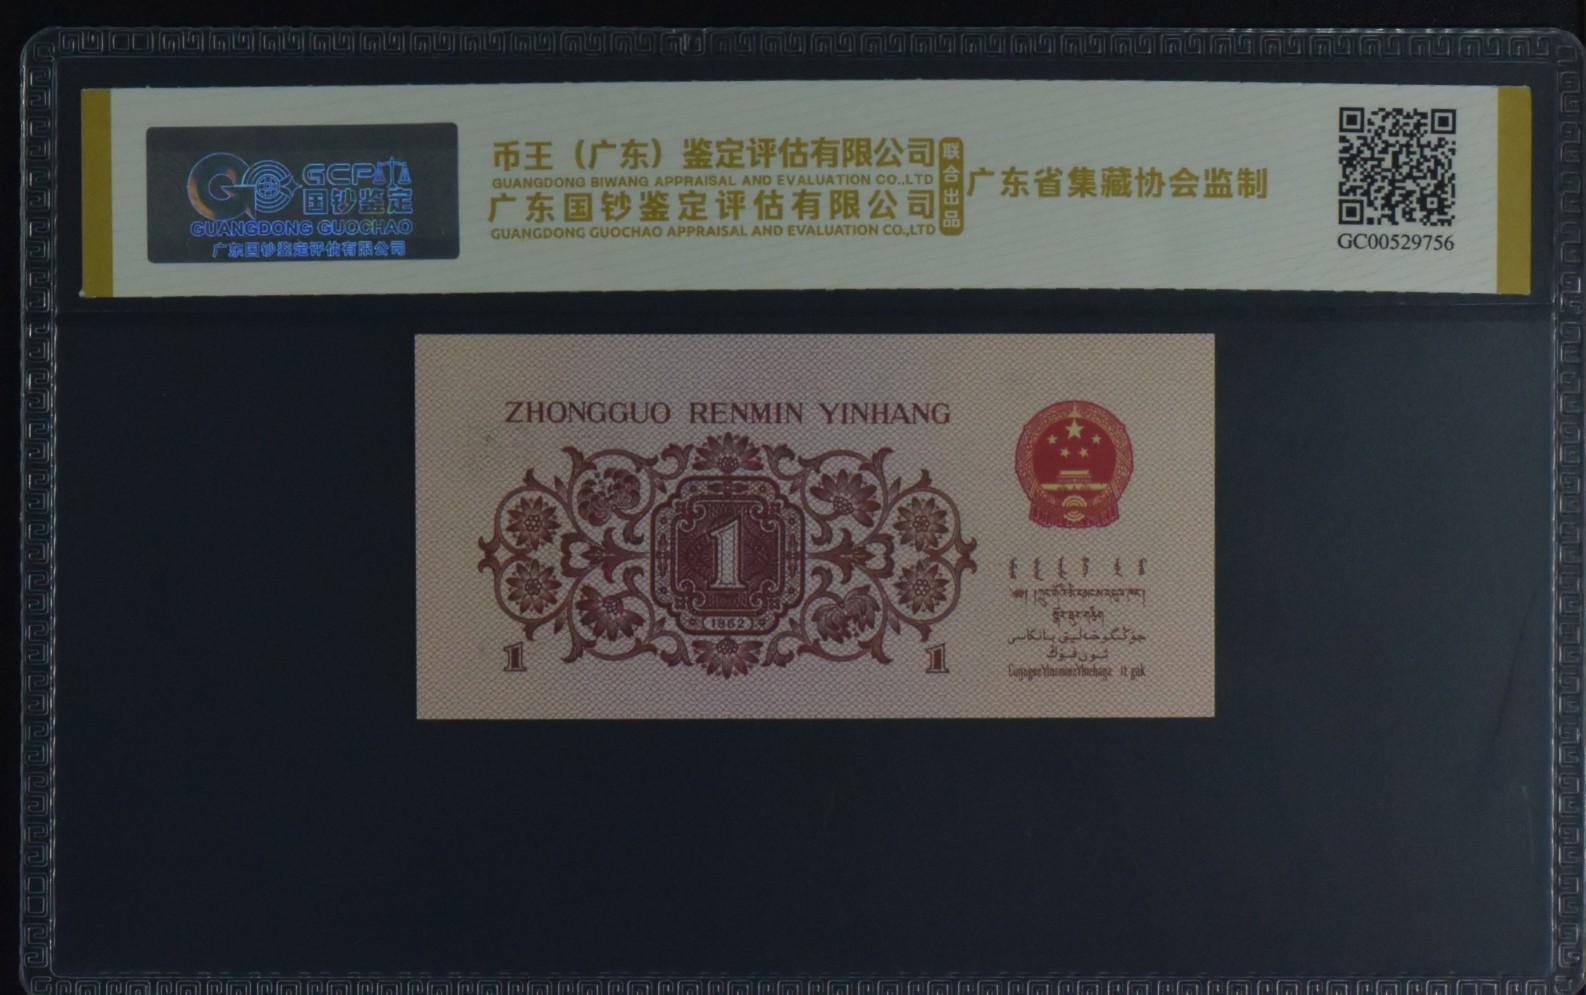 GCP
国钞鉴定
GUANGDONG GUOCHAO
广东国钞鉴定评估有限公司
币王（广东）鉴定评估有限公司
GUANGDONG BIWANG APPRAISAL AND EVALUATION CO.,LTD
广东国钞鉴定评估有限公司
GUANGDONG GUOCHAO APPRAISAL AND EVALUATION CO.,LTD
联合出品
广东省集藏协会监制
GC00529756
ZHONGGUO RENMIN YINHANG
1
1962
1
1
جۇڭگو خەلىق بانكاسى